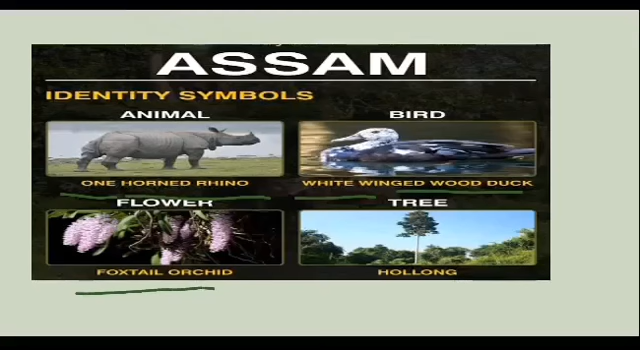 ASSAM
IDENTITY SYMBOLS
ANIMAL BIRD
ONE HORNED RHINO WHITE WINGED WOOD DUCK
FLOWER TREE
FOXTAIL ORCHID HOLLONG